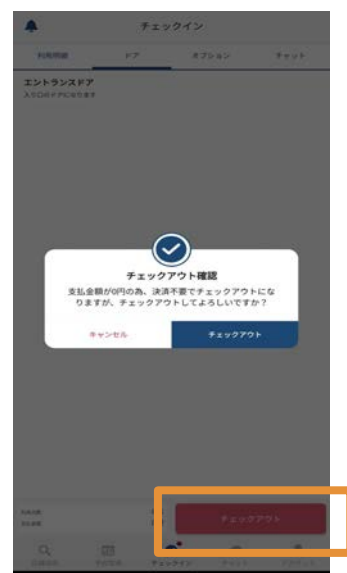 チェックイン
利用明細
ドア
オプション
チャット
エントランスドア
入り口のドアになります
チェックアウト確認
支払金額が0円の為、決済不要でチェックアウトにな
りますが、チェックアウトしてよろしいですか？
キャンセル
チェックアウト
チェックアウト
チェックイン